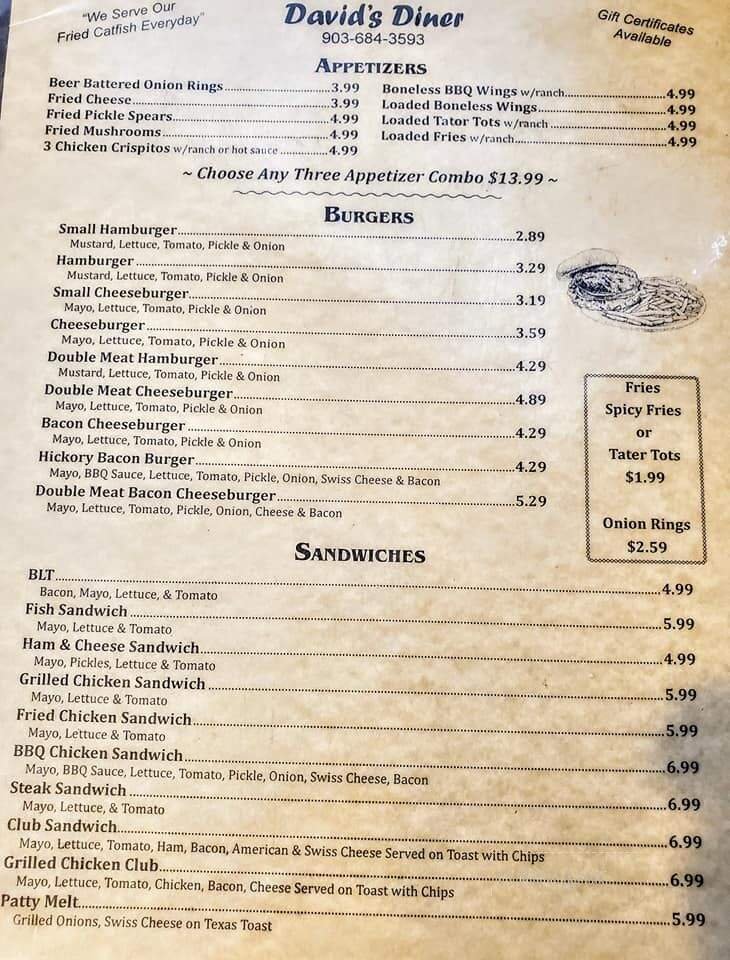 "We Serve Our
Fried Catfish Everyday"
David's Diner
903-684-3593
Gift Certificates
Available
APPETIZERS
Beer Battered Onion Rings 3.99
Fried Cheese 3.99
Fried Pickle Spears 4.99
Fried Mushrooms 4.99
3 Chicken Crispitos w/ranch or hot sauce 4.99
Boneless BBQ Wings w/ranch 4.99
Loaded Boneless Wings 4.99
Loaded Tator Tots w/ranch 4.99
Loaded Fries w/ranch 4.99
~ Choose Any Three Appetizer Combo $13.99 ~
BURGERS
Small Hamburger 2.89
Mustard, Lettuce, Tomato, Pickle & Onion
Hamburger 3.29
Mustard, Lettuce, Tomato, Pickle & Onion
Small Cheeseburger 3.19
Mayo, Lettuce, Tomato, Pickle & Onion
Cheeseburger 3.59
Mayo, Lettuce, Tomato, Pickle & Onion
Double Meat Hamburger 4.29
Mustard, Lettuce, Tomato, Pickle & Onion
Double Meat Cheeseburger 4.89
Mayo, Lettuce, Tomato, Pickle & Onion
Bacon Cheeseburger 4.29
Mayo, Lettuce, Tomato, Pickle & Onion
Hickory Bacon Burger 4.29
Mayo, BBQ Sauce, Lettuce, Tomato, Pickle, Onion, Swiss Cheese & Bacon
Double Meat Bacon Cheeseburger 5.29
Mayo, Lettuce, Tomato, Pickle, Onion, Cheese & Bacon
Fries
Spicy Fries
or
Tater Tots
$1.99
Onion Rings
$2.59
SANDWICHES
BLT 4.99
Bacon, Mayo, Lettuce, & Tomato
Fish Sandwich 5.99
Mayo, Lettuce & Tomato
Ham & Cheese Sandwich 4.99
Mayo, Pickles, Lettuce & Tomato
Grilled Chicken Sandwich 5.99
Mayo, Lettuce & Tomato
Fried Chicken Sandwich 5.99
Mayo, Lettuce & Tomato
BBQ Chicken Sandwich 6.99
Mayo, BBQ Sauce, Lettuce, Tomato, Pickle, Onion, Swiss Cheese, Bacon
Steak Sandwich 6.99
Mayo, Lettuce, & Tomato
Club Sandwich 6.99
Mayo, Lettuce, Tomato, Ham, Bacon, American & Swiss Cheese Served on Toast with Chips
Grilled Chicken Club 6.99
Mayo, Lettuce, Tomato, Chicken, Bacon, Cheese Served on Toast with Chips
Patty Melt 5.99
Grilled Onions, Swiss Cheese on Texas Toast